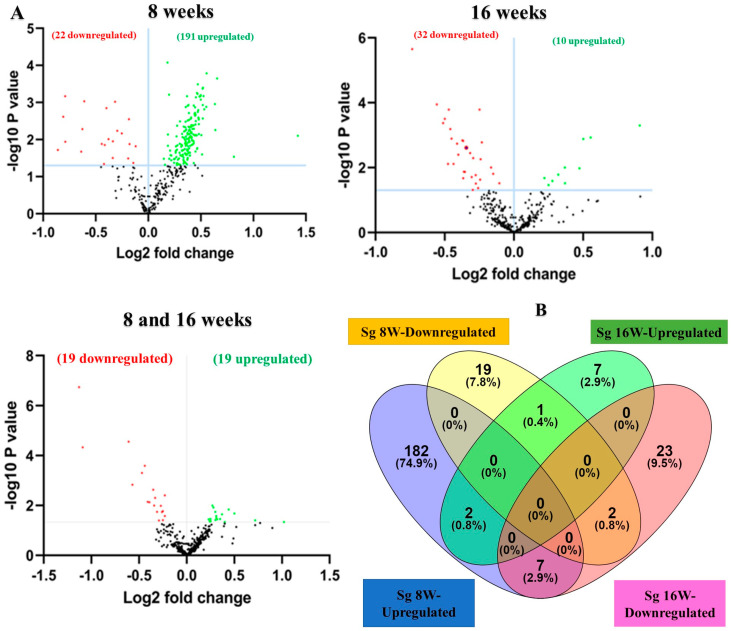 A
8 weeks
(22 downregulated)
(191 upregulated)
-log10 P value
5
4
3
2
1
0
-1.0
-0.5
0.0
0.5
1.0
1.5
Log2 fold change
16 weeks
(32 downregulated)
(10 upregulated)
-log10 P value
6
4
2
0
-1.0
-0.5
0.0
0.5
1.0
Log2 fold change
8 and 16 weeks
(19 downregulated)
(19 upregulated)
-log10 P value
8
6
4
2
0
-1.5
-1.0
-0.5
0.0
0.5
1.0
1.5
Log2 fold change
B
Sg 8W-Downregulated
Sg 16W-Upregulated
19
(7.8%)
7
(2.9%)
0
(0%)
1
(0.4%)
0
(0%)
182
(74.9%)
23
(9.5%)
0
(0%)
0
(0%)
0
(0%)
2
(0.8%)
2
(0.8%)
0
(0%)
0
(0%)
7
(2.9%)
Sg 8W-
Upregulated
Sg 16W-
Downregulated